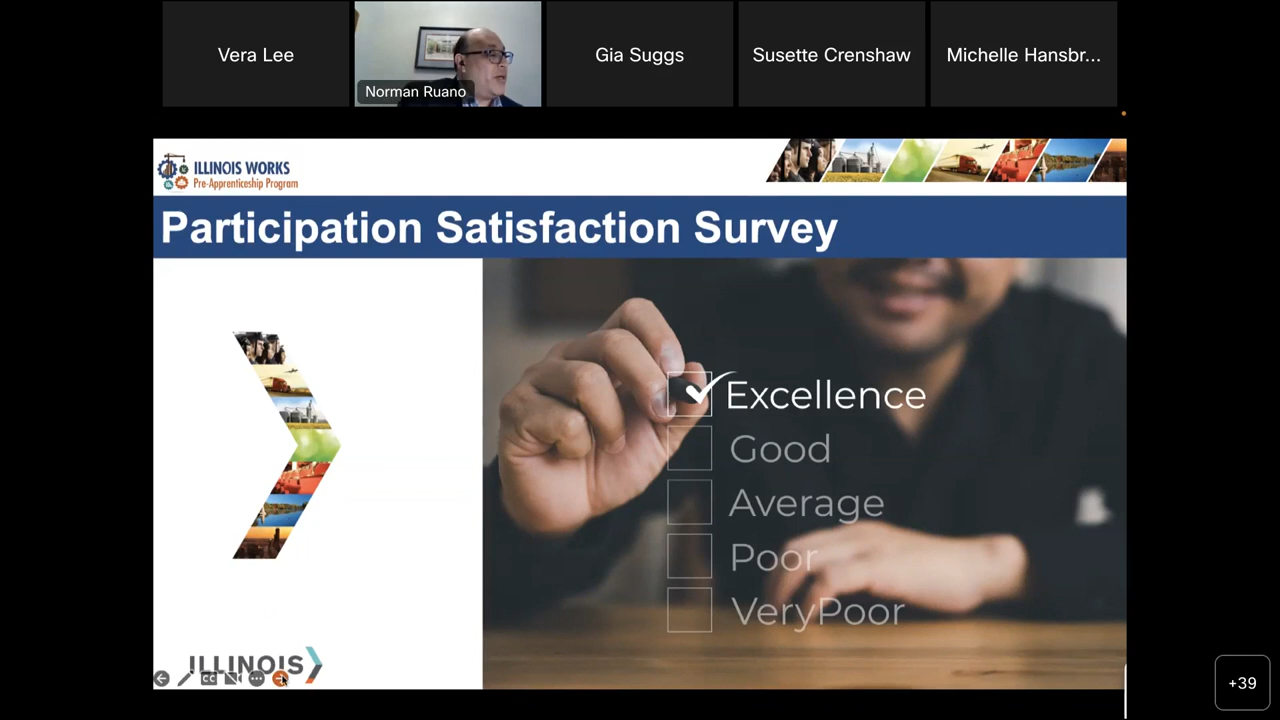 Vera Lee
Norman Ruano
Gia Suggs
Susette Crenshaw
Michelle Hansbr...
ILLINOIS WORKS
Pre-Apprenticeship Program
Participation Satisfaction Survey
Excellence
Good
Average
Poor
VeryPoor
ILLINOIS
CC
+39